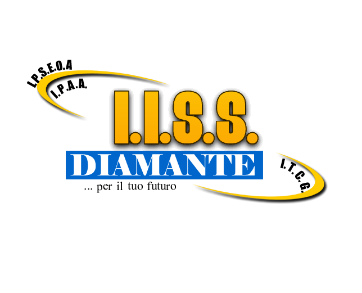 I.P.S.E.O.A
I.P.A.A.
I.I.S.S.
DIAMANTE
... per il tuo futuro
I.T.C.G.